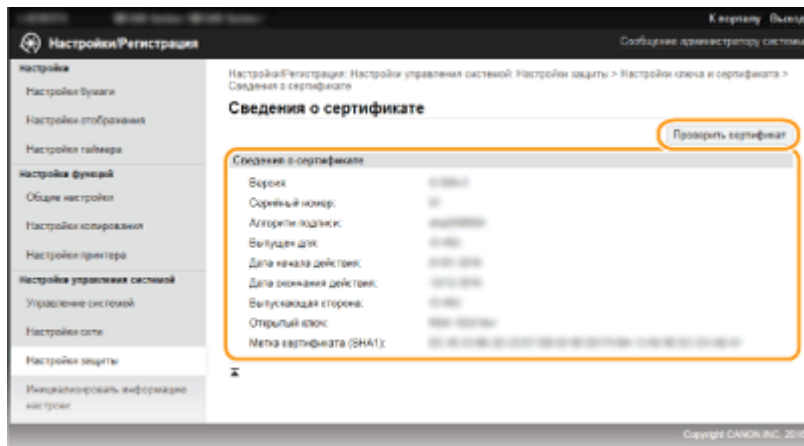 К порталу Выход
Настройки/Регистрация
Сообщение администратору системы
Настройки
Настройки бумаги
Настройки отображения
Настройки таймера
Настройки функций
Общие настройки
Настройки копирования
Настройки принтера
Настройки управления системой
Управление системой
Настройки сети
Настройки защиты
Инициализировать информацию
настроек
Настройки/Регистрация: Настройки управления системой: Настройки защиты > Настройки ключа и сертификата >
Сведения о сертификате
Сведения о сертификате
Проверить сертификат
Сведения о сертификате
Версия:
Серийный номер:
Алгоритм подписи:
Выпущен для:
Дата начала действия:
Дата окончания действия:
Выпускающая сторона:
Открытый ключ:
Метка сертификата (SHA1):
Copyright CANON INC. 2016